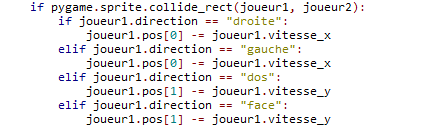 if pygame.sprite.collide_rect(joueur1, joueur2):
    if joueur1.direction == "droite":
        joueur1.pos[0] -= joueur1.vitesse_x
    elif joueur1.direction == "gauche":
        joueur1.pos[0] -= joueur1.vitesse_x
    elif joueur1.direction == "dos":
        joueur1.pos[1] -= joueur1.vitesse_y
    elif joueur1.direction == "face":
        joueur1.pos[1] -= joueur1.vitesse_y